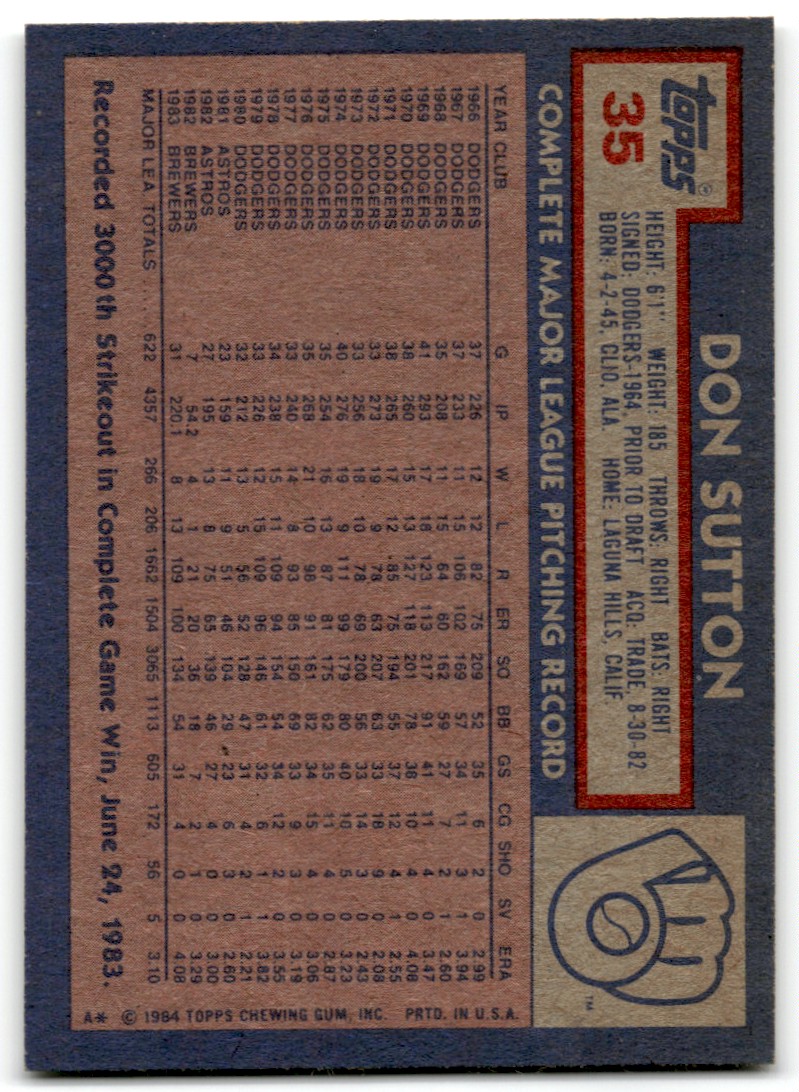 topps®
35
DON SUTTON
HEIGHT: 6'1" WEIGHT: 185 THROWS: RIGHT BATS: RIGHT
SIGNED: DODGERS-1964, PRIOR TO DRAFT ACQ: TRADE, 8-30-82
BORN: 4-2-45, CLIO, ALA. HOME: LAGUNA HILLS, CALIF.
TM
COMPLETE MAJOR LEAGUE PITCHING RECORD
YEAR CLUB G IP W L R ER SO BB GS CG SHO SV ERA
1966 DODGERS 37 226 12 12 82 75 209 52 35 6 2 0 2.99
1967 DODGERS 37 233 11 15 106 102 169 57 34 11 3 1 3.94
1968 DODGERS 35 208 11 15 64 60 162 59 27 7 2 1 2.60
1969 DODGERS 41 293 17 18 123 113 217 91 41 11 4 0 3.47
1970 DODGERS 38 260 15 13 127 118 201 78 38 10 4 0 4.08
1971 DODGERS 38 265 17 12 85 75 194 55 37 12 4 1 2.55
1972 DODGERS 33 273 19 9 78 63 207 63 33 18 9 0 2.08
1973 DODGERS 33 256 18 10 78 69 200 56 33 14 3 0 2.43
1974 DODGERS 40 276 19 9 111 99 179 80 40 10 5 0 3.23
1975 DODGERS 35 254 16 13 87 81 175 62 35 11 4 0 2.87
1976 DODGERS 35 268 21 10 98 91 161 82 34 15 4 0 3.06
1977 DODGERS 33 240 14 8 93 85 150 69 33 9 3 0 3.19
1978 DODGERS 34 238 15 11 109 94 154 54 34 12 2 0 3.55
1979 DODGERS 33 226 12 15 109 96 146 61 32 6 1 1 3.82
1980 DODGERS 32 212 13 5 56 52 128 47 31 4 2 1 2.21
1981 ASTROS 23 159 11 9 51 46 104 29 23 6 3 0 2.60
1982 ASTROS 27 195 13 8 75 65 139 46 27 4 0 0 3.00
1982 BREWERS 7 54.2 4 1 21 20 36 18 7 2 1 0 3.29
1983 BREWERS 31 220.1 8 13 109 100 134 54 31 4 0 0 4.08
MAJOR LEA. TOTALS .... 622 4357 266 206 1662 1504 3065 1113 605 172 56 5 3.10
Recorded 3000th Strikeout in Complete Game Win, June 24, 1983.
A* © 1984 TOPPS CHEWING GUM, INC. PRTD. IN U.S.A.